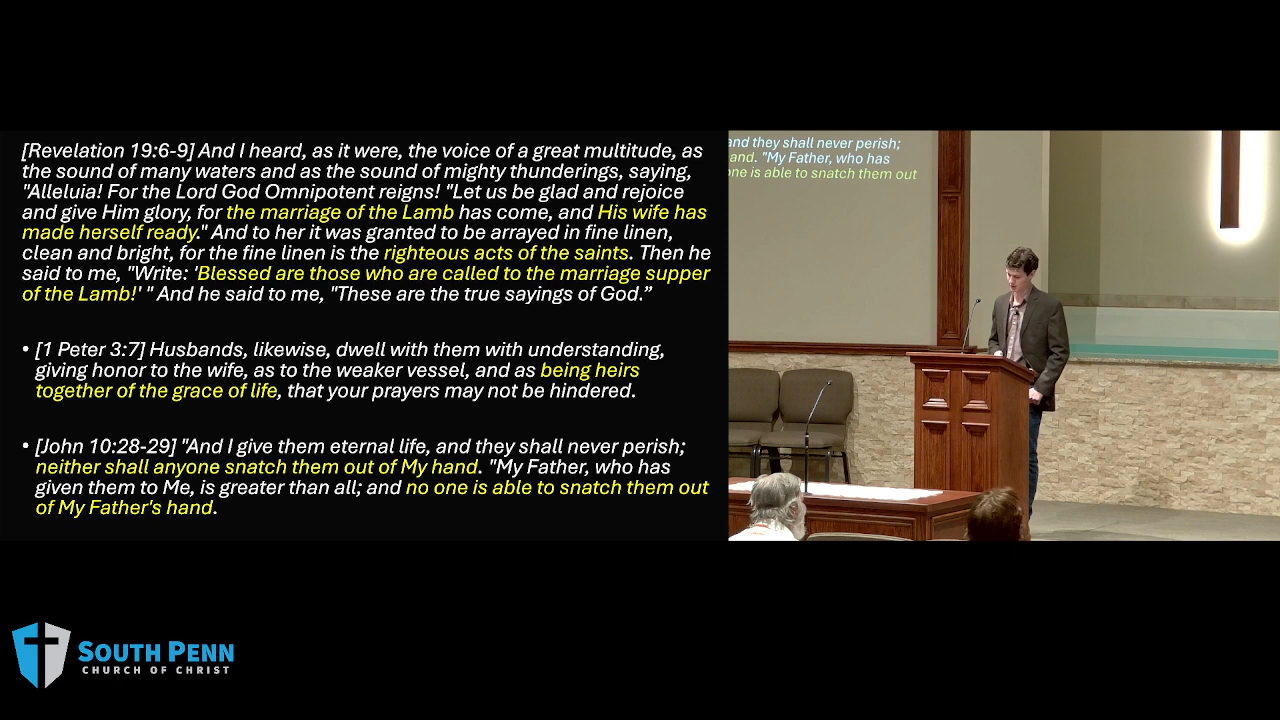 [Revelation 19:6-9] And I heard, as it were, the voice of a great multitude, as
the sound of many waters and as the sound of mighty thunderings, saying,
"Alleluia! For the Lord God Omnipotent reigns! "Let us be glad and rejoice
and give Him glory, for the marriage of the Lamb has come, and His wife has
made herself ready." And to her it was granted to be arrayed in fine linen,
clean and bright, for the fine linen is the righteous acts of the saints. Then he
said to me, "Write: 'Blessed are those who are called to the marriage supper
of the Lamb!' " And he said to me, "These are the true sayings of God.”
• [1 Peter 3:7] Husbands, likewise, dwell with them with understanding,
giving honor to the wife, as to the weaker vessel, and as being heirs
together of the grace of life, that your prayers may not be hindered.
• [John 10:28-29] "And I give them eternal life, and they shall never perish;
neither shall anyone snatch them out of My hand. "My Father, who has
given them to Me, is greater than all; and no one is able to snatch them out
of My Father's hand.
and they shall never perish;
and. "My Father, who has
one is able to snatch them out
SOUTH PENN
CHURCH OF CHRIST